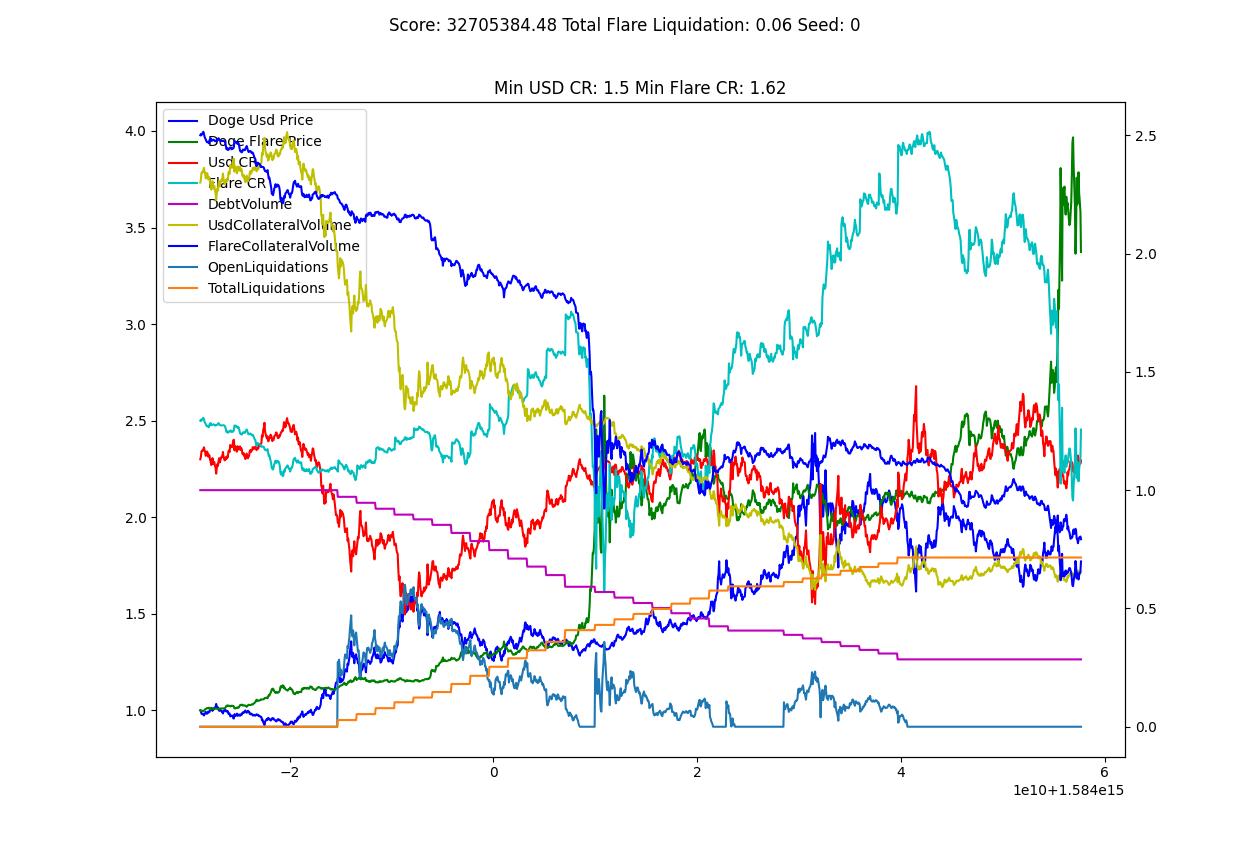 Score: 32705384.48 Total Flare Liquidation: 0.06 Seed: 0
Min USD CR: 1.5 Min Flare CR: 1.62
Doge Usd Price
Doge Flare Price
Usd CR
Flare CR
DebtVolume
UsdCollateralVolume
FlareCollateralVolume
OpenLiquidations
TotalLiquidations
4.0
3.5
3.0
2.5
2.0
1.5
1.0
2.5
2.0
1.5
1.0
0.5
0.0
−2 0 2 4 6
1e10+1.584e15